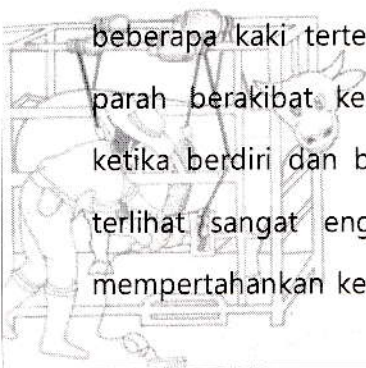 beberapa kaki terte
parah berakibat ke
ketika berdiri dan b
terlihat sangat eng
mempertahankan ke